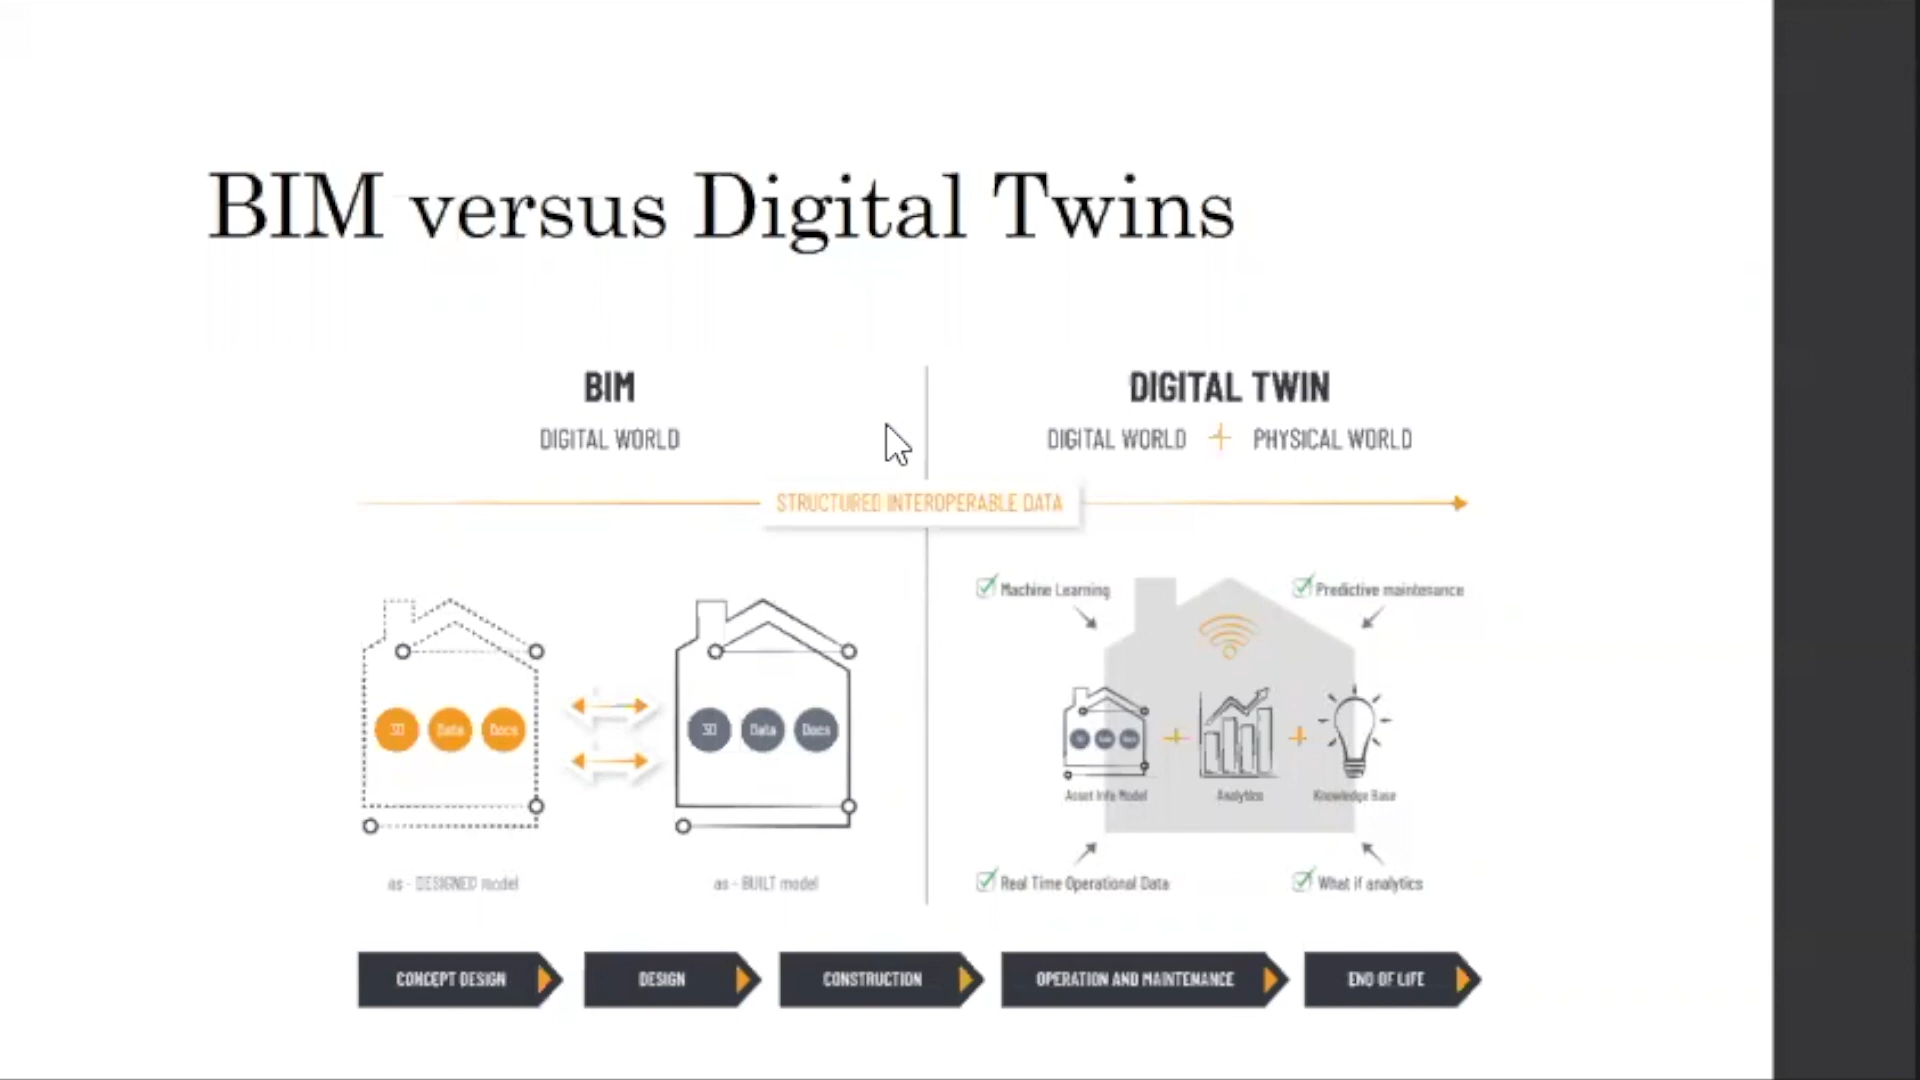 BIM versus Digital Twins
BIM
DIGITAL WORLD
DIGITAL TWIN
DIGITAL WORLD + PHYSICAL WORLD
STRUCTURED INTEROPERABLE DATA
3D Data Docs
as - DESIGNED model
3D Data Docs
as - BUILT model
Machine Learning
Predictive maintenance
Asset Info Model
+
Analytics
+
Knowledge Base
Real Time Operational Data
What if analytics
CONCEPT DESIGN
DESIGN
CONSTRUCTION
OPERATION AND MAINTENANCE
END OF LIFE